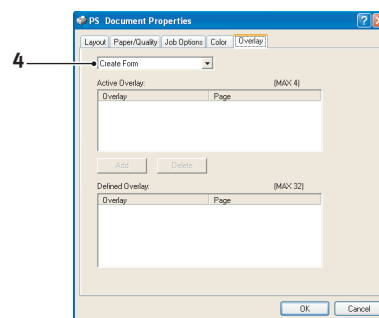 PS Document Properties
Layout Paper/Quality Job Options Color Overlay
4
Create Form
Active Overlay: (MAX 4)
Overlay Page
Add Delete
Defined Overlay: (MAX 32)
Overlay Page
OK Cancel